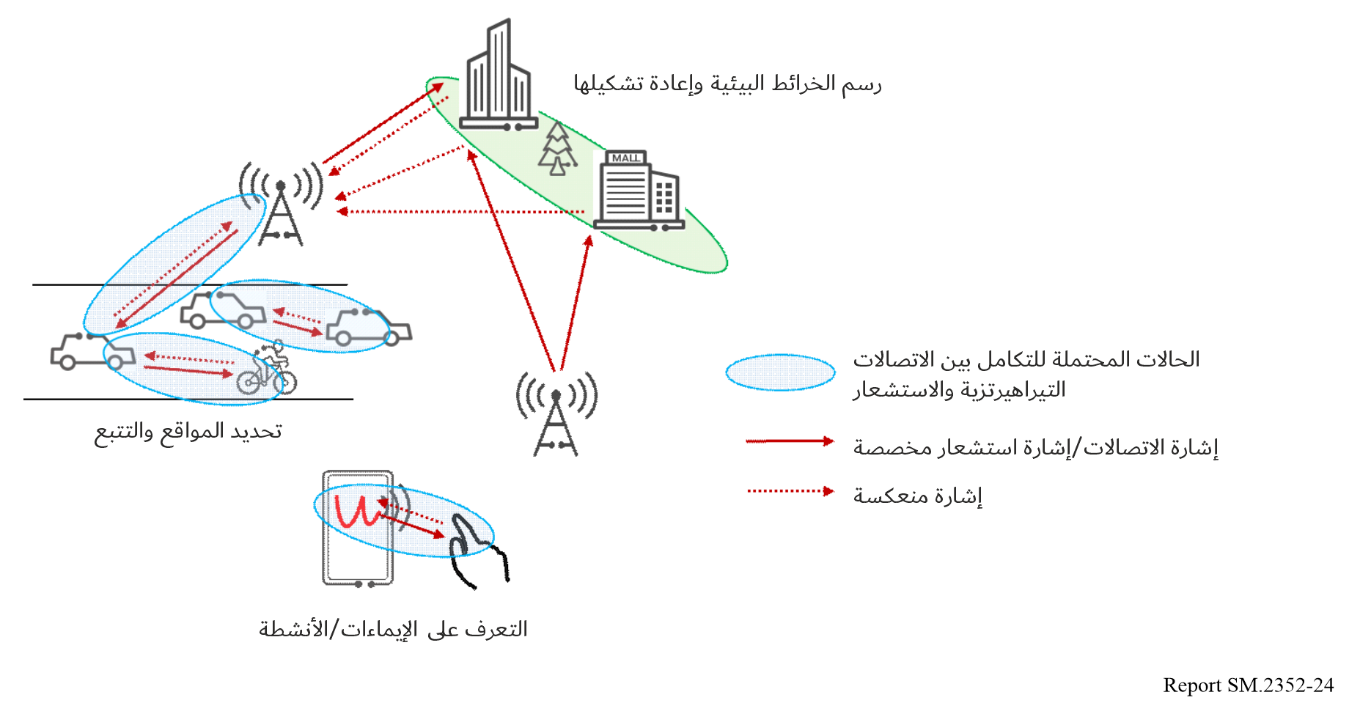 رسم الخرائط البيئية وإعادة تشكيلها
MALL
الحالات المحتملة للتكامل بين الاتصالات
التيراهيرتزية والاستشعار
إشارة الاتصالات/إشارة استشعار مخصصة
إشارة منعكسة
تحديد المواقع والتتبع
التعرف على الإيماءات/الأنشطة
Report SM.2352-24